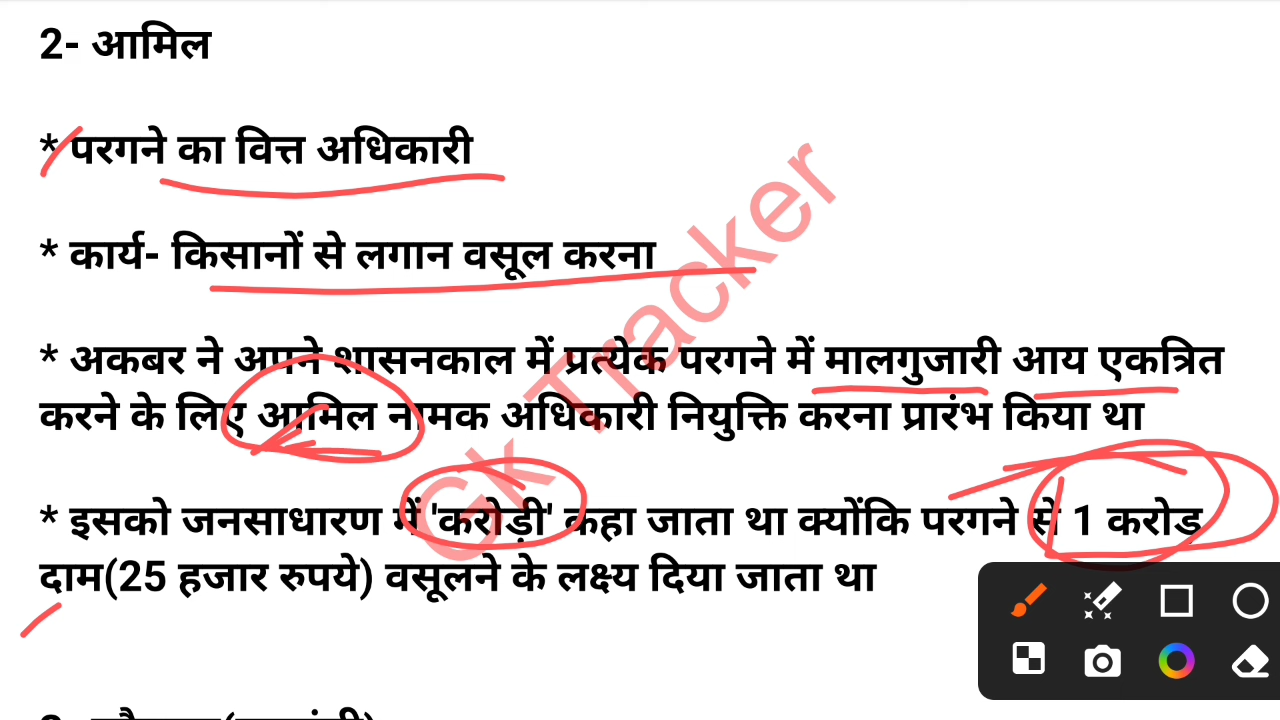 2- आमिल
* परगने का वित्त अधिकारी
* कार्य- किसानों से लगान वसूल करना
* अकबर ने अपने शासनकाल में प्रत्येक परगने में मालगुजारी आय एकत्रित
करने के लिए आमिल नामक अधिकारी नियुक्ति करना प्रारंभ किया था
* इसको जनसाधारण में 'करोड़ी' कहा जाता था क्योंकि परगने से 1 करोड
दाम(25 हजार रुपये) वसूलने के लक्ष्य दिया जाता था
Gk Tracker